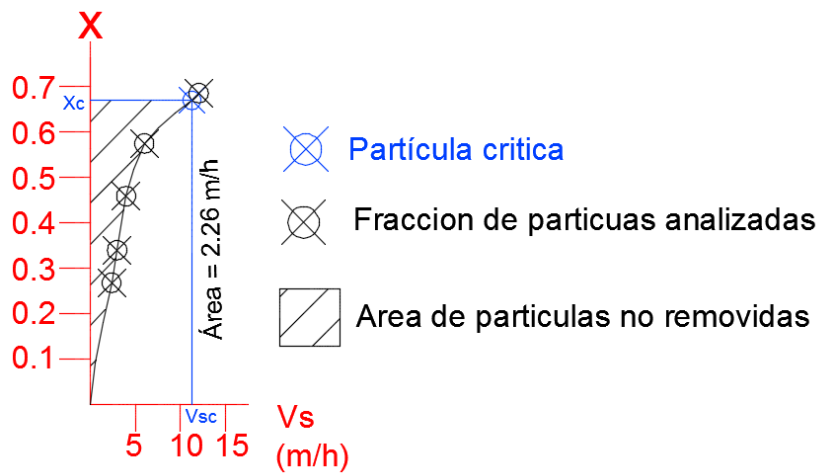 X
0.7
Xc
0.6
0.5
0.4
0.3
0.2
0.1
Área = 2.26 m/h
Vsc
5
10
15
Vs
(m/h)
Partícula critica
Fraccion de particuas analizadas
Area de particulas no removidas